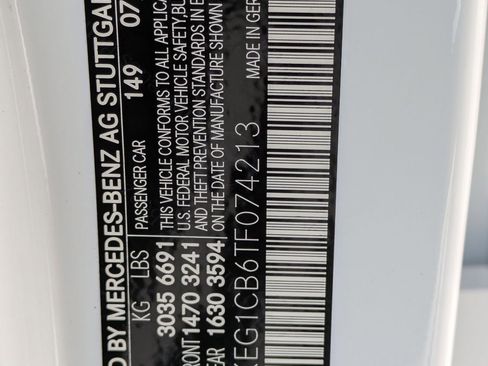 D BY MERCEDES-BENZ AG STUTTGA
149 07
KG LBS PASSENGER CAR
3035 6691 THIS VEHICLE CONFORMS TO ALL APPLICA
RONT 1470 3241 U.S. FEDERAL MOTOR VEHICLE SAFETY, BU
EAR 1630 3594 AND THEFT PREVENTION STANDARDS IN E
ON THE DATE OF MANUFACTURE SHOWN
MADE IN GER
EG1CB6TF074213